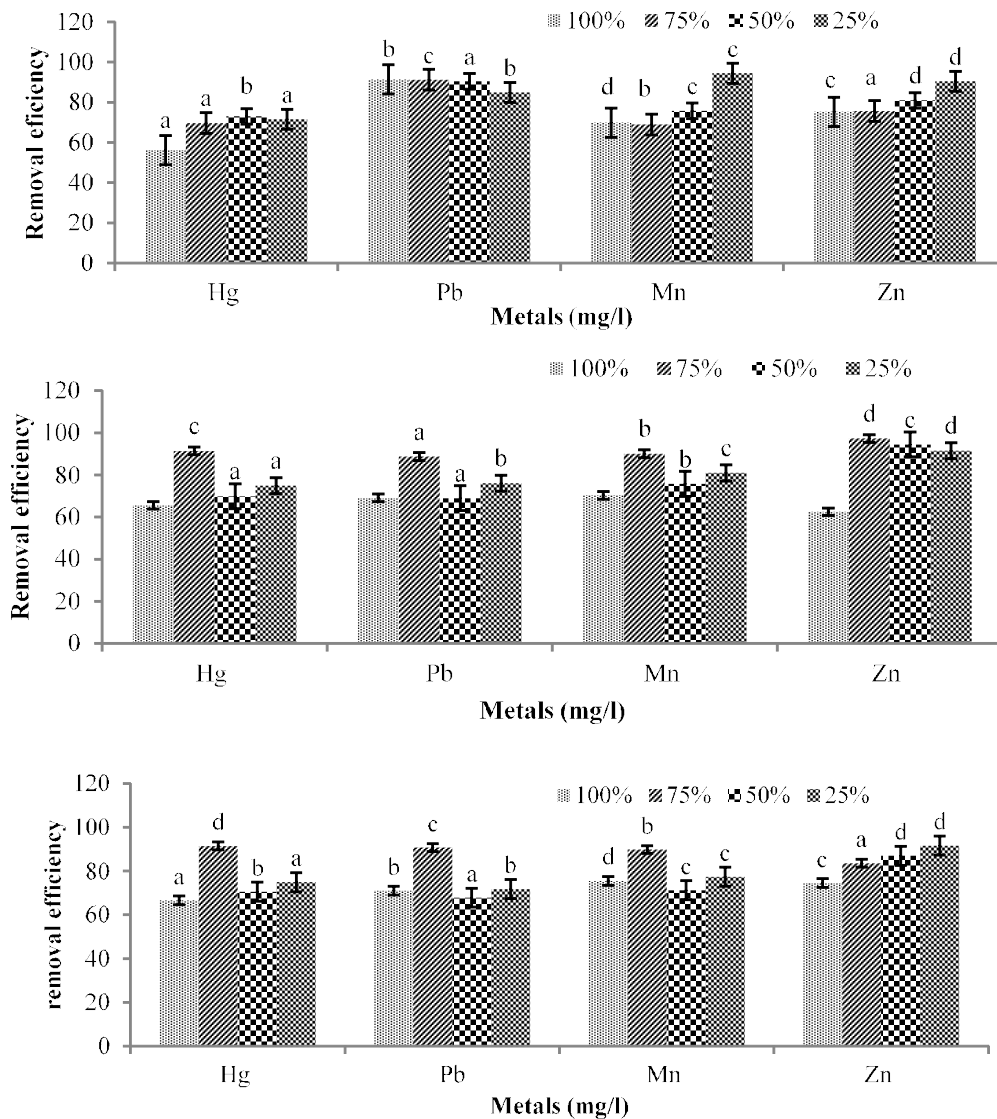 120
100
80
60
40
20
0
Removal eficiency
100% 75% 50% 25%
a a b a
b c a b
d b c c
c a d d
Hg Pb Mn Zn
Metals (mg/l)
120
100
80
60
40
20
0
Removal efficiency
100% 75% 50% 25%
c a a
a a b
b b c
d c d
Hg Pb Mn Zn
Metals (mg/l)
120
100
80
60
40
20
0
removal efficiency
100% 75% 50% 25%
a d b a
b c a b
d b c c
c a d d
Hg Pb Mn Zn
Metals (mg/l)